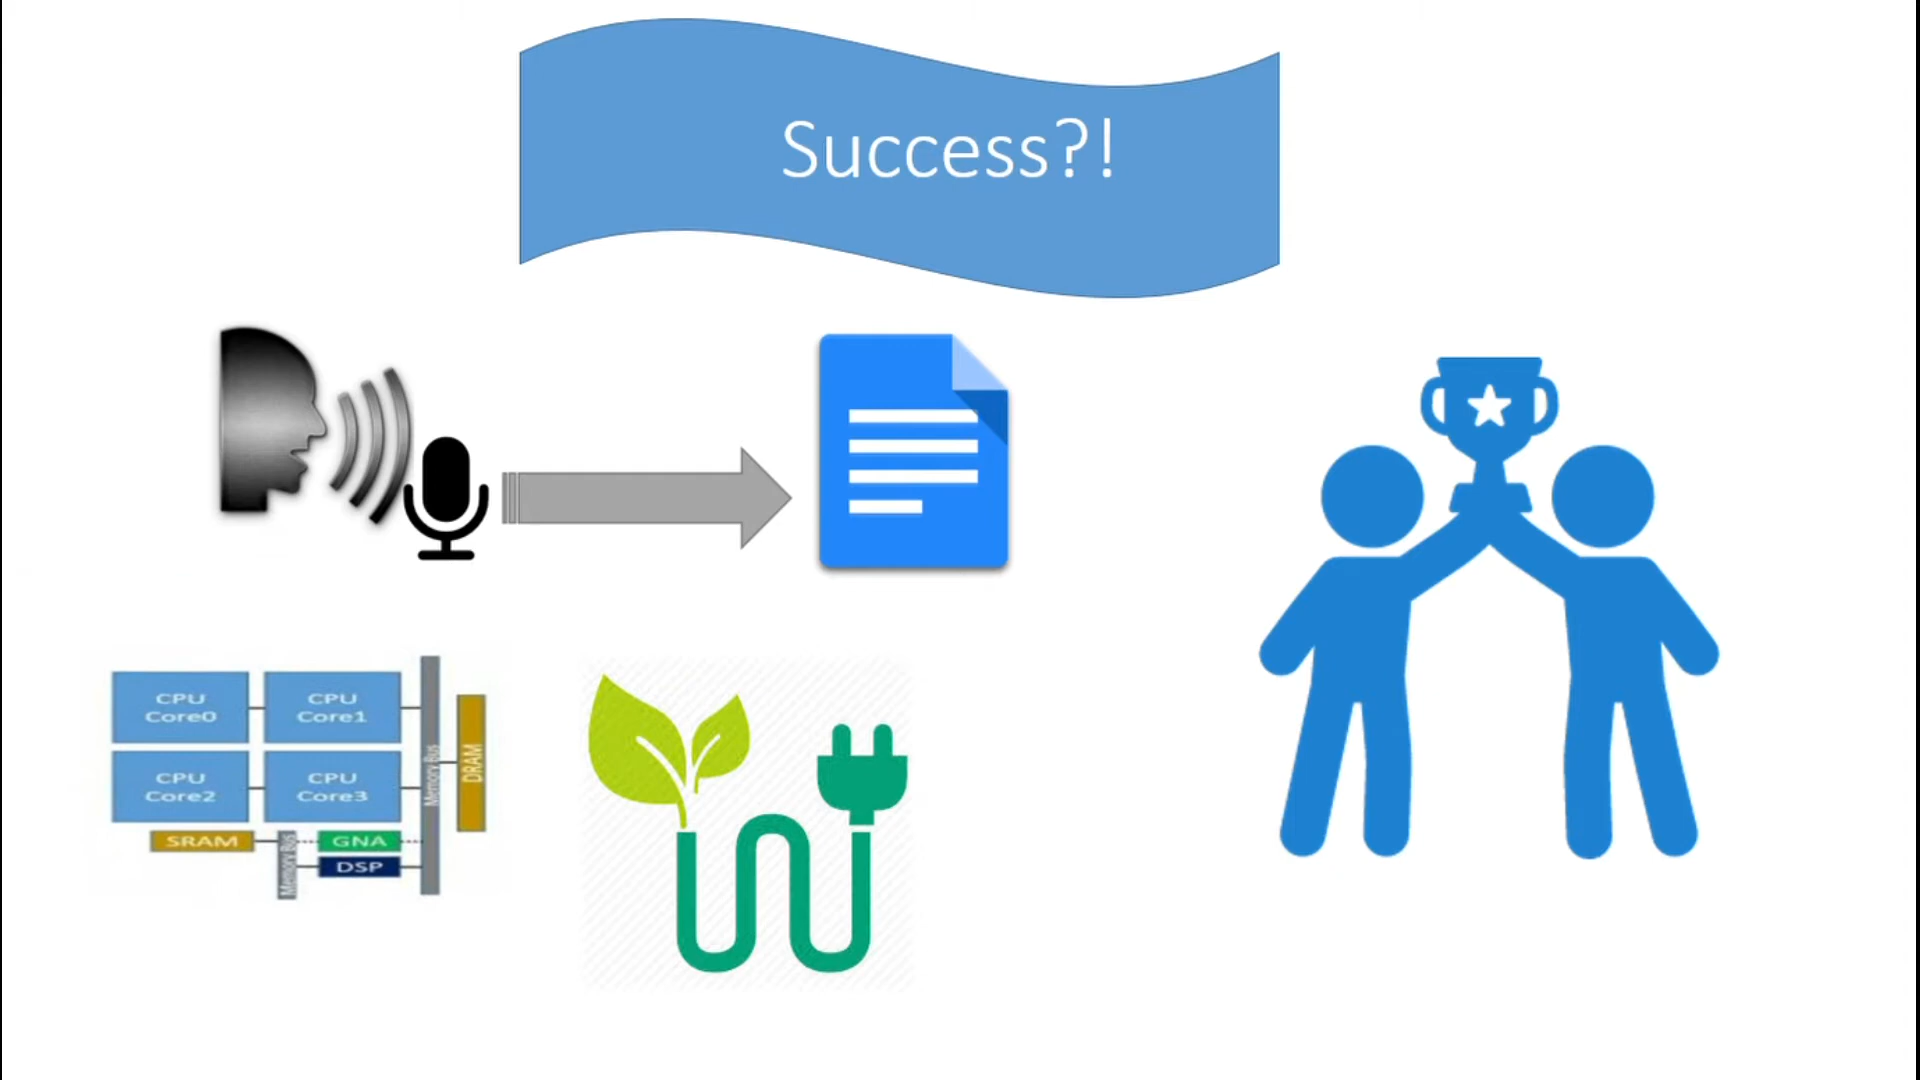 Success?!
CPU
Core0
CPU
Core1
CPU
Core2
CPU
Core3
Memory Bus
DRAM
SRAM
GNA
Memory Bus
DSP